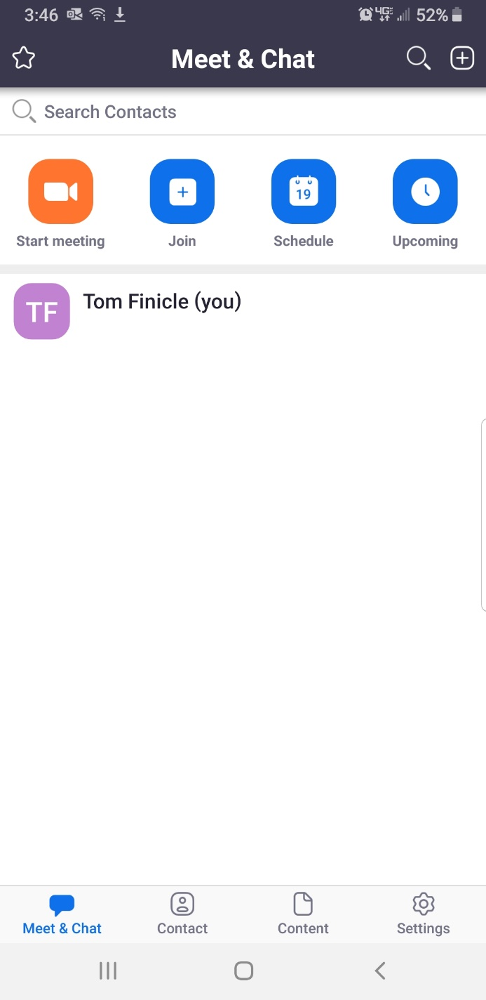 3:46 4G 52%
Meet & Chat
Search Contacts
19
Start meeting Join Schedule Upcoming
TF Tom Finicle (you)
Meet & Chat Contact Content Settings